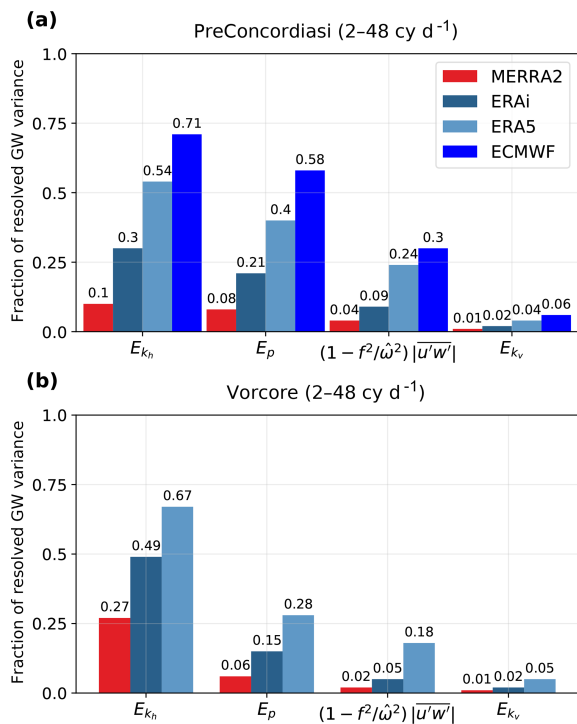 (a)
PreConcordiasi (2–48 cy d⁻¹)
Fraction of resolved GW variance
1.0
0.75
0.5
0.25
0.0
MERRA2
ERAi
ERA5
ECMWF
0.1 0.3 0.54 0.71
0.08 0.21 0.4 0.58
0.04 0.09 0.24 0.3
0.01 0.02 0.04 0.06
E_{k_h} E_p (1 − f²/ω̂²) |\overline{u′w′}| E_{k_v}
(b)
Vorcore (2–48 cy d⁻¹)
Fraction of resolved GW variance
1.0
0.75
0.5
0.25
0.0
0.27 0.49 0.67
0.06 0.15 0.28
0.02 0.05 0.18
0.01 0.02 0.05
E_{k_h} E_p (1 − f²/ω̂²) |\overline{u′w′}| E_{k_v}